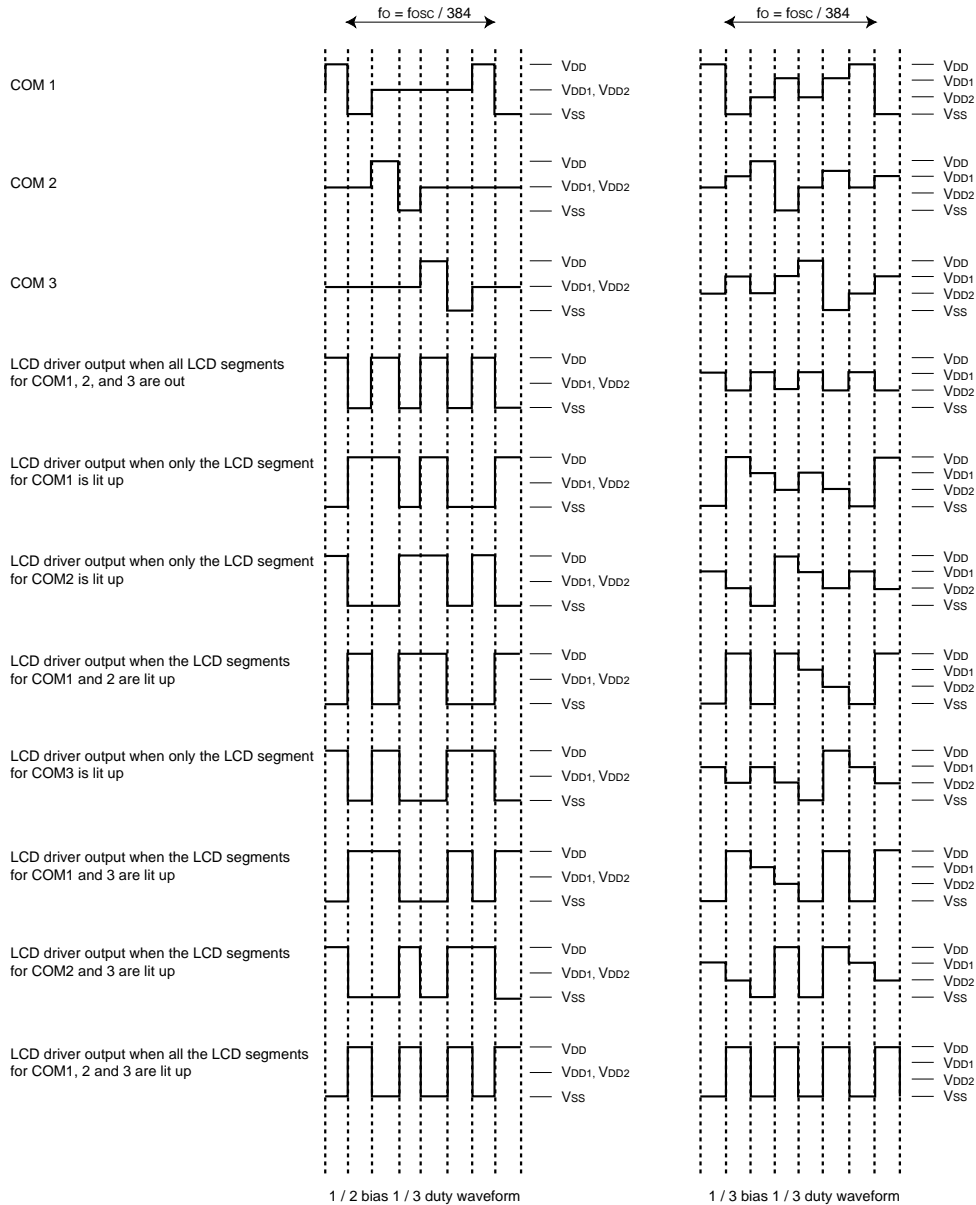 fo = fosc / 384
fo = fosc / 384
COM 1
VDD
VDD1, VDD2
VSS
VDD
VDD1
VDD2
VSS
COM 2
VDD
VDD1, VDD2
VSS
VDD
VDD1
VDD2
VSS
COM 3
VDD
VDD1, VDD2
VSS
VDD
VDD1
VDD2
VSS
LCD driver output when all LCD segments
for COM1, 2, and 3 are out
VDD
VDD1, VDD2
VSS
VDD
VDD1
VDD2
VSS
LCD driver output when only the LCD segment
for COM1 is lit up
VDD
VDD1, VDD2
VSS
VDD
VDD1
VDD2
VSS
LCD driver output when only the LCD segment
for COM2 is lit up
VDD
VDD1, VDD2
VSS
VDD
VDD1
VDD2
VSS
LCD driver output when the LCD segments
for COM1 and 2 are lit up
VDD
VDD1, VDD2
VSS
VDD
VDD1
VDD2
VSS
LCD driver output when only the LCD segment
for COM3 is lit up
VDD
VDD1, VDD2
VSS
VDD
VDD1
VDD2
VSS
LCD driver output when the LCD segments
for COM1 and 3 are lit up
VDD
VDD1, VDD2
VSS
VDD
VDD1
VDD2
VSS
LCD driver output when the LCD segments
for COM2 and 3 are lit up
VDD
VDD1, VDD2
VSS
VDD
VDD1
VDD2
VSS
LCD driver output when all the LCD segments
for COM1, 2 and 3 are lit up
VDD
VDD1, VDD2
VSS
VDD
VDD1
VDD2
VSS
1 / 2 bias 1 / 3 duty waveform
1 / 3 bias 1 / 3 duty waveform